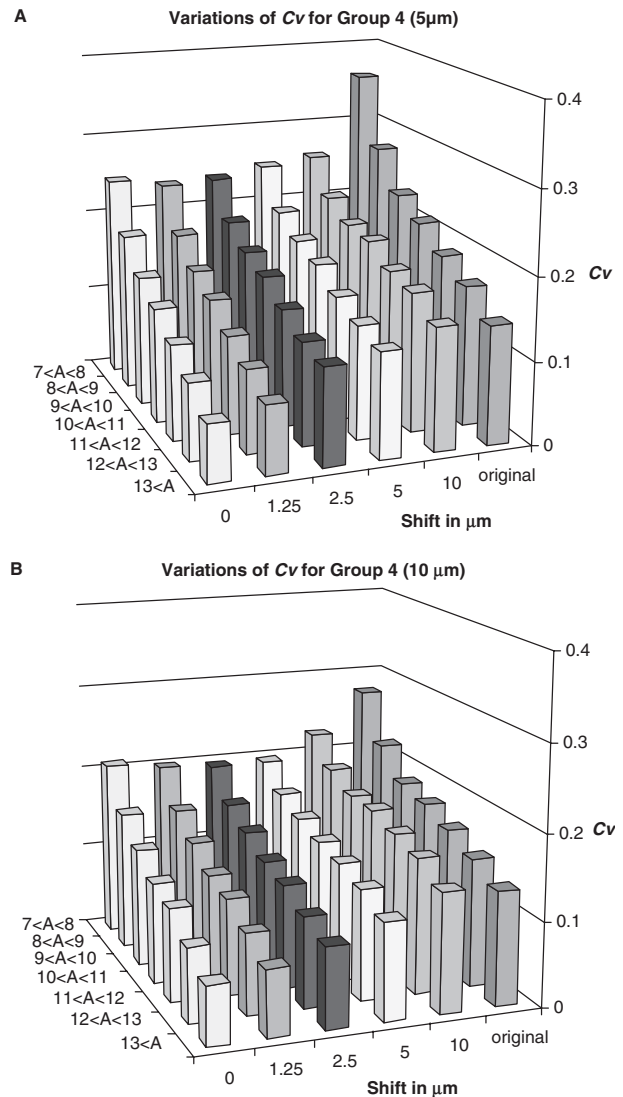 A
Variations of Cv for Group 4 (5µm)
0.4
0.3
0.2
Cv
0.1
0
7<A<8
8<A<9
9<A<10
10<A<11
11<A<12
12<A<13
13<A
0
1.25
2.5
5
10
original
Shift in µm
B
Variations of Cv for Group 4 (10 µm)
0.4
0.3
0.2
Cv
0.1
0
7<A<8
8<A<9
9<A<10
10<A<11
11<A<12
12<A<13
13<A
0
1.25
2.5
5
10
original
Shift in µm